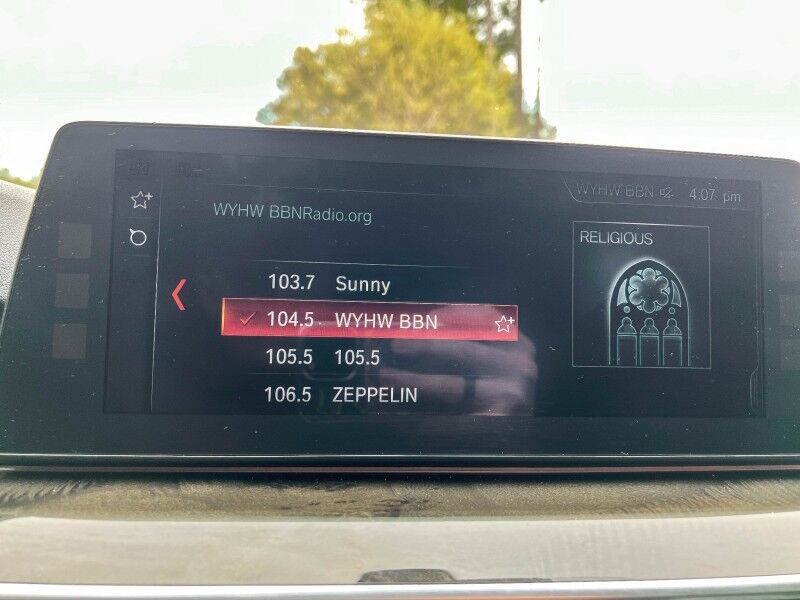 WYHW BBN 4:07 pm
WYHW BBNRadio.org
RELIGIOUS
103.7 Sunny
104.5 WYHW BBN
105.5 105.5
106.5 ZEPPELIN